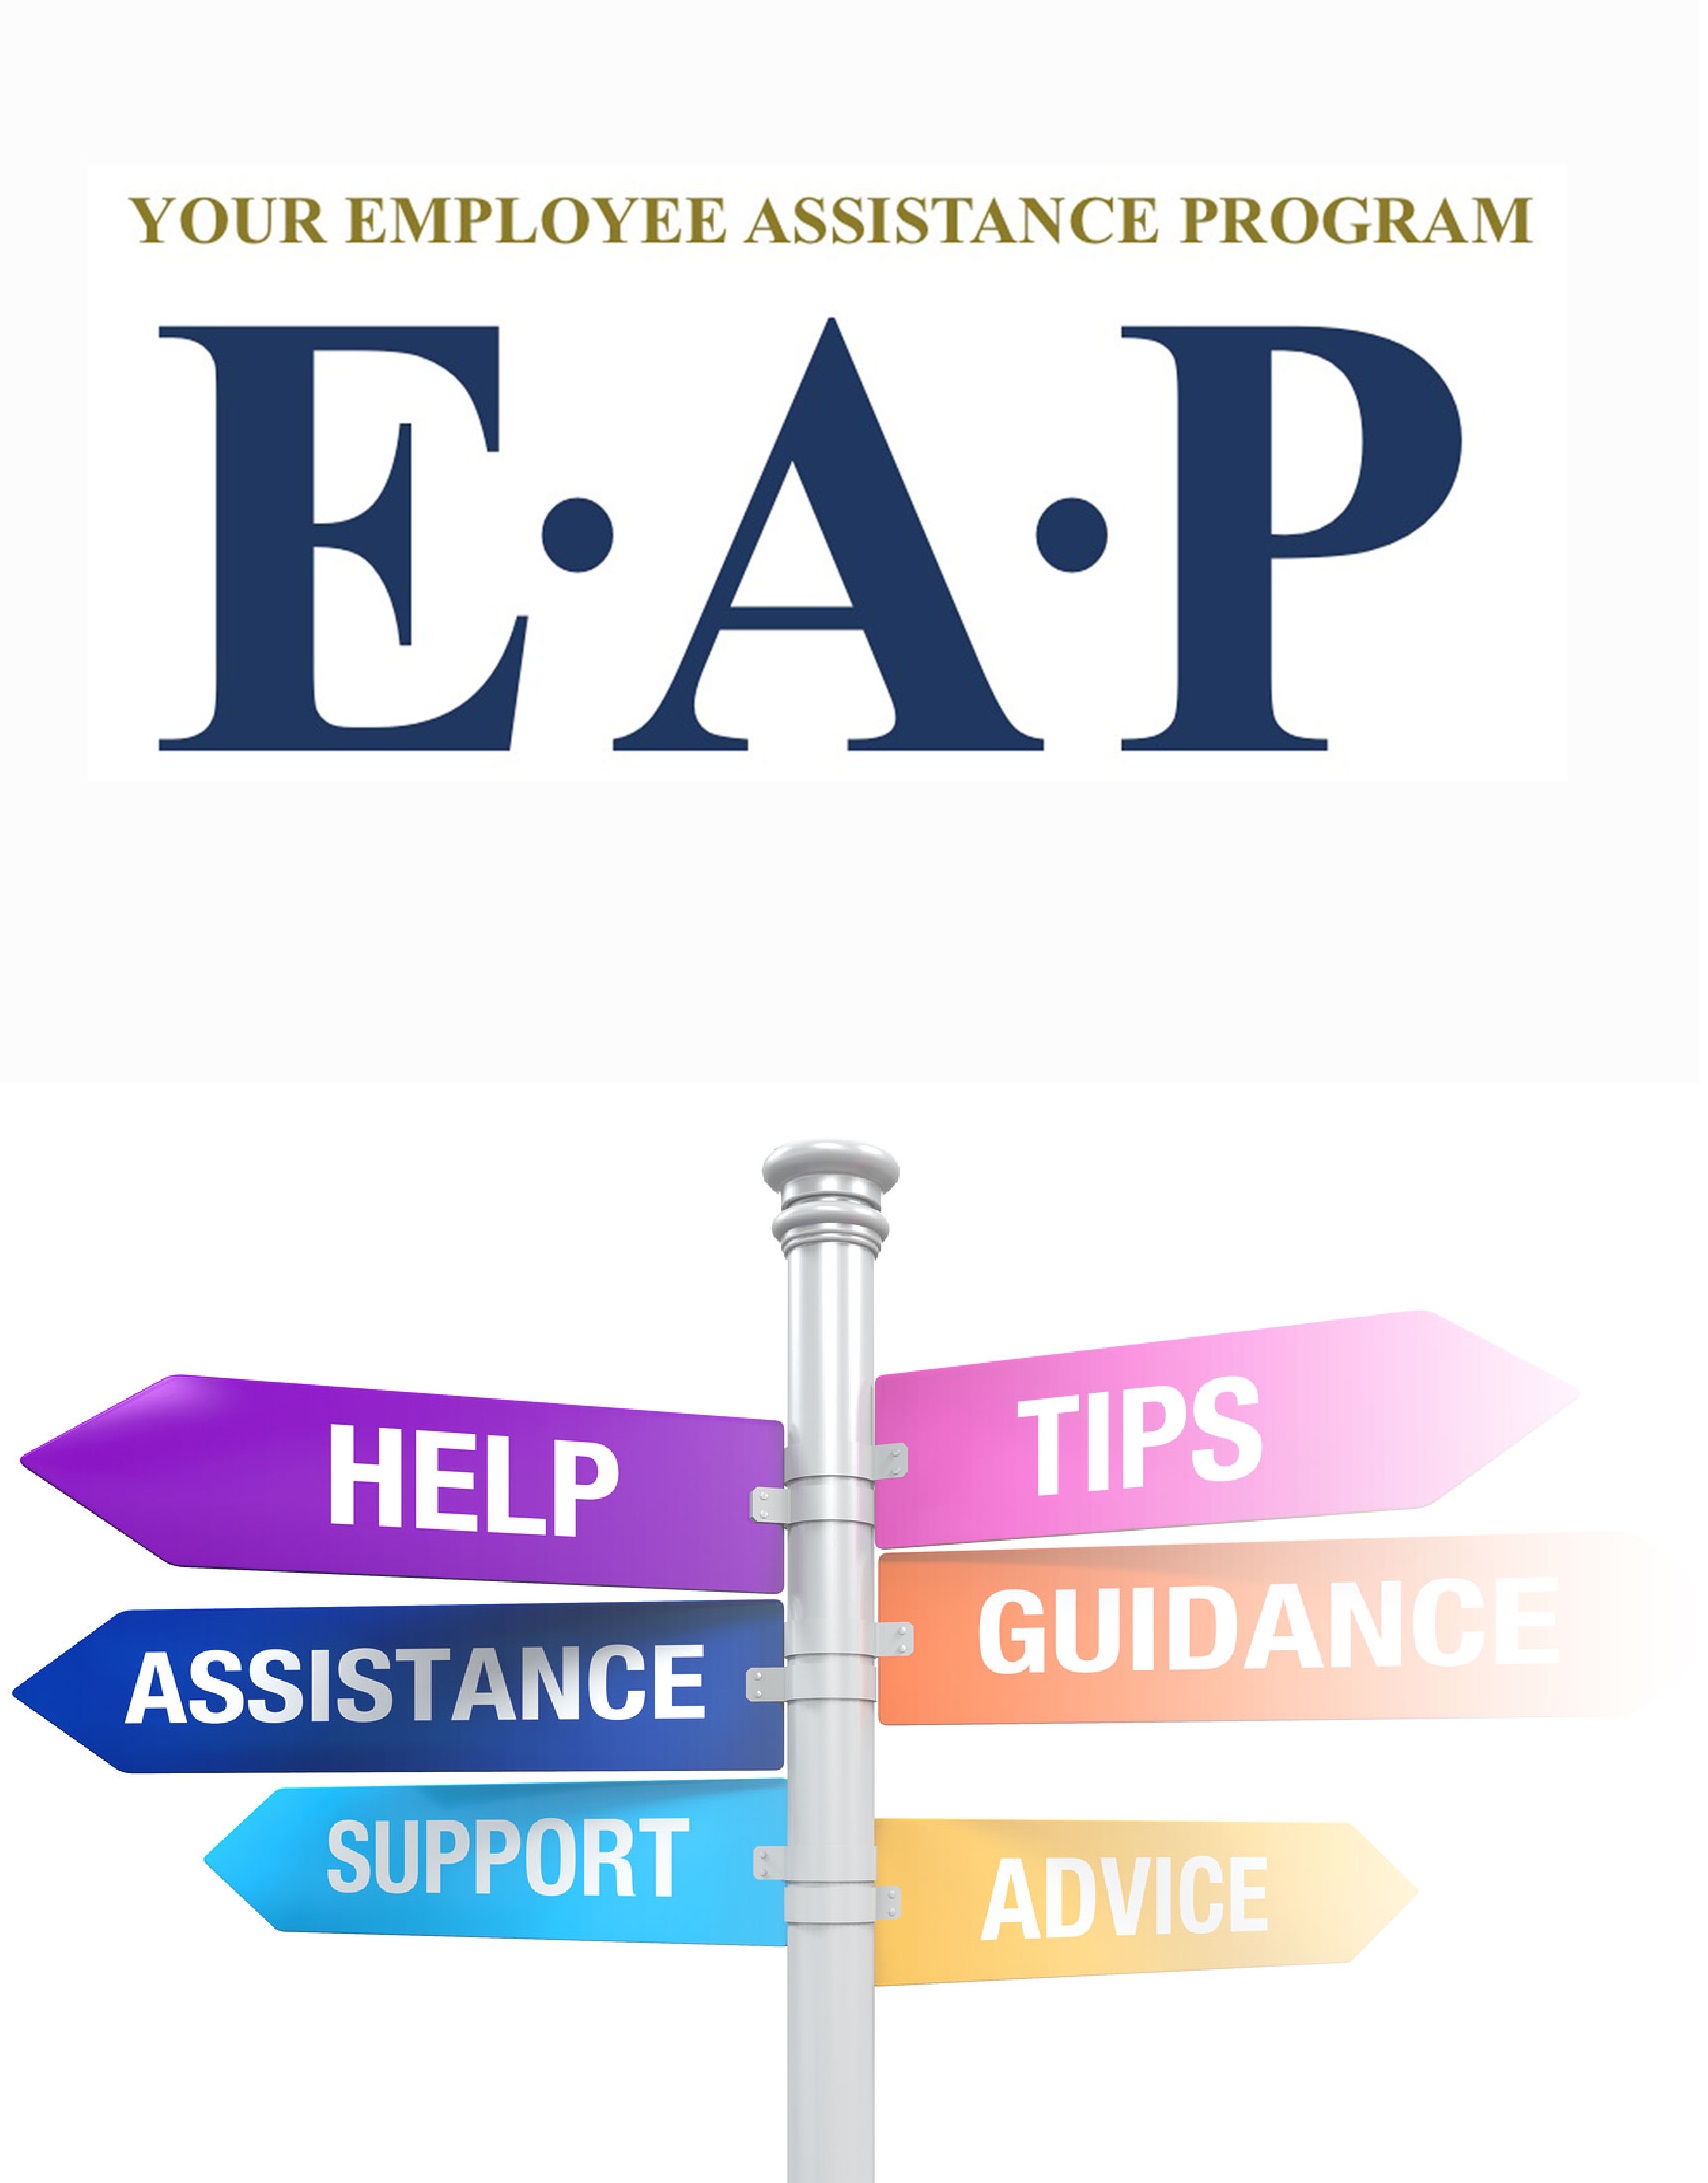 YOUR EMPLOYEE ASSISTANCE PROGRAM
E·A·P
HELP
TIPS
ASSISTANCE
GUIDANCE
SUPPORT
ADVICE